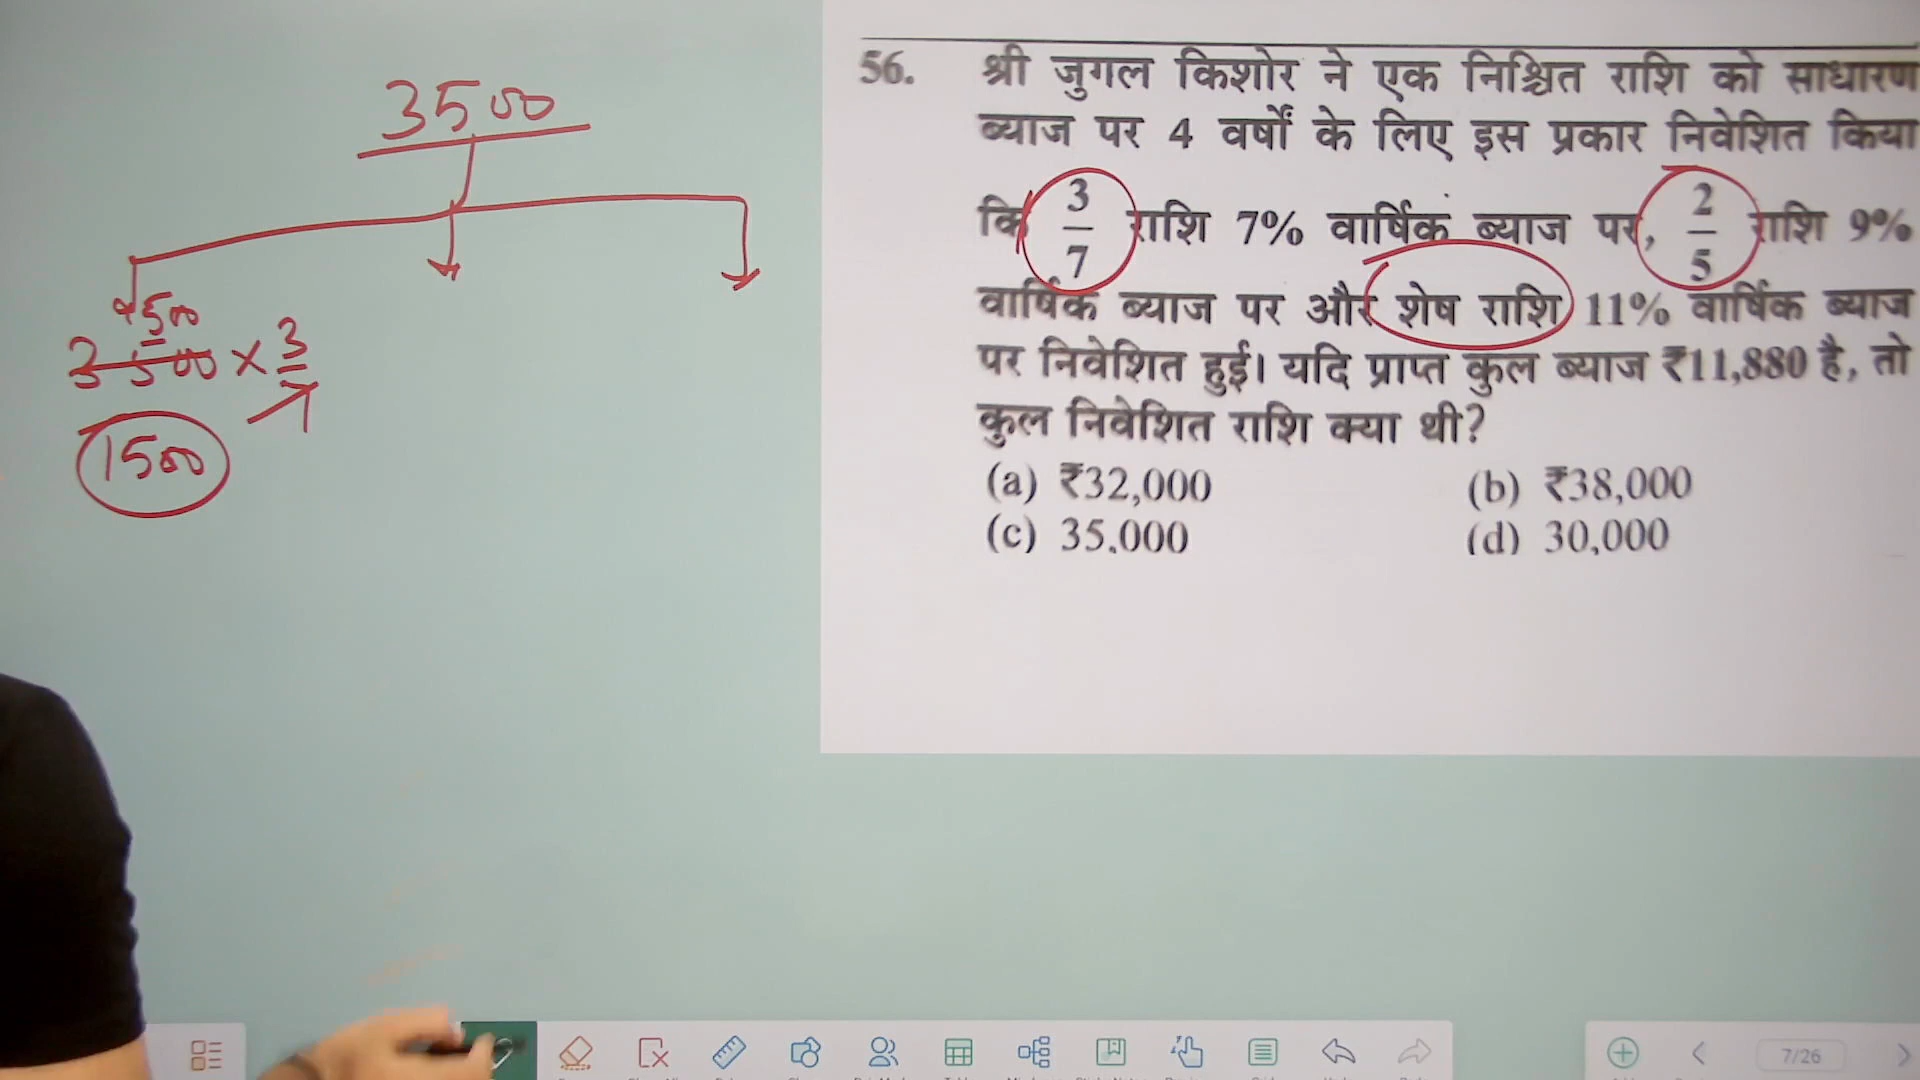 3500
500
3500 × 3/7
1500
56. श्री जुगल किशोर ने एक निश्चित राशि को साधारण
ब्याज पर 4 वर्षों के लिए इस प्रकार निवेशित किया
कि 3/7 राशि 7% वार्षिक ब्याज पर, 2/5 राशि 9%
वार्षिक ब्याज पर और शेष राशि 11% वार्षिक ब्याज
पर निवेशित हुई। यदि प्राप्त कुल ब्याज ₹11,880 है, तो
कुल निवेशित राशि क्या थी?
(a) ₹32,000 (b) ₹38,000
(c) 35,000 (d) 30,000
7/26